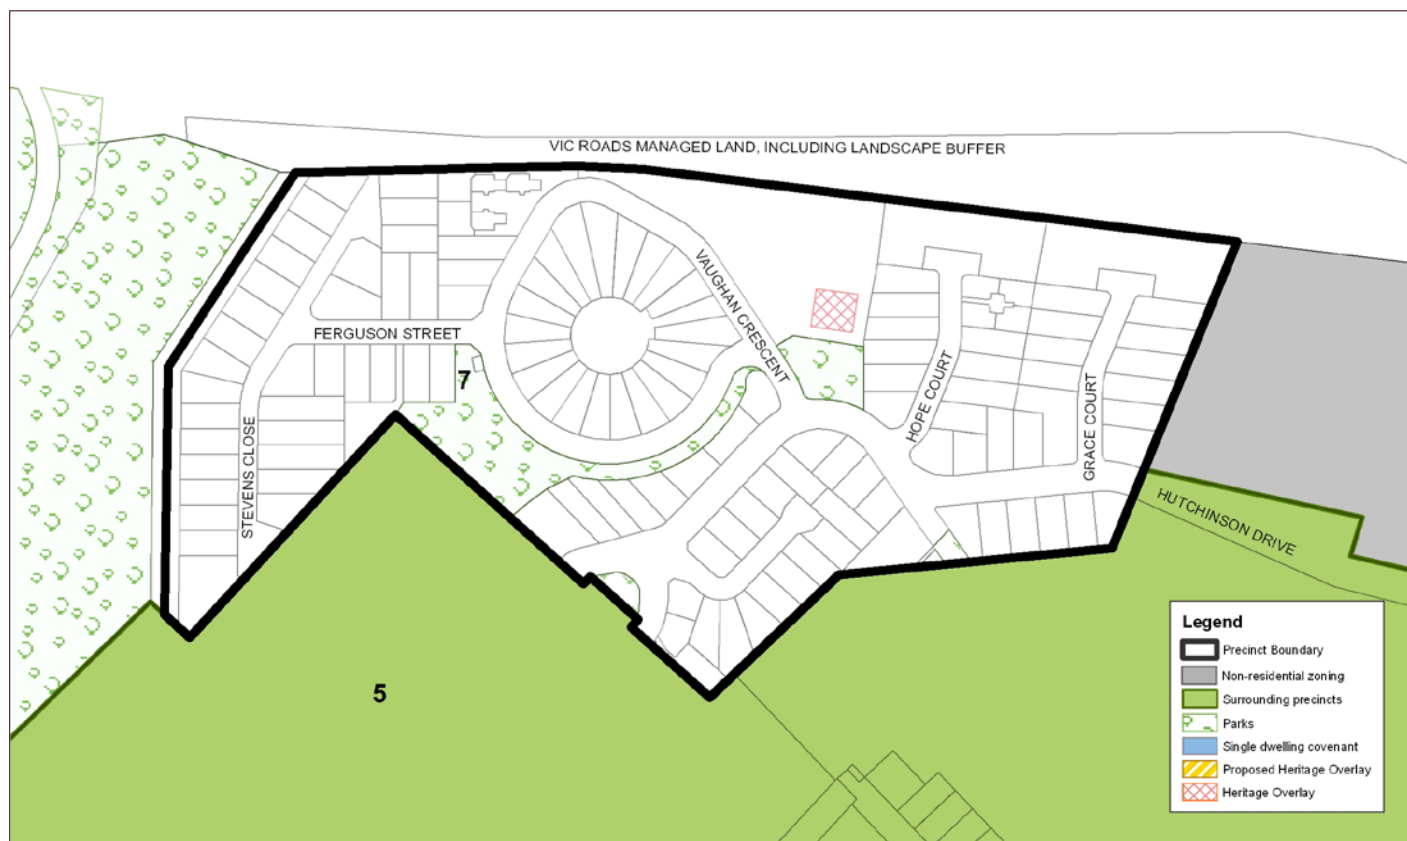 VIC ROADS MANAGED LAND, INCLUDING LANDSCAPE BUFFER
VAUGHAN CRESCENT
FERGUSON STREET
7
HOPE COURT
GRACE COURT
STEVENS CLOSE
HUTCHINSON DRIVE
5
Legend
Precinct Boundary
Non-residential zoning
Surrounding precincts
Parks
Single dwelling covenant
Proposed Heritage Overlay
Heritage Overlay